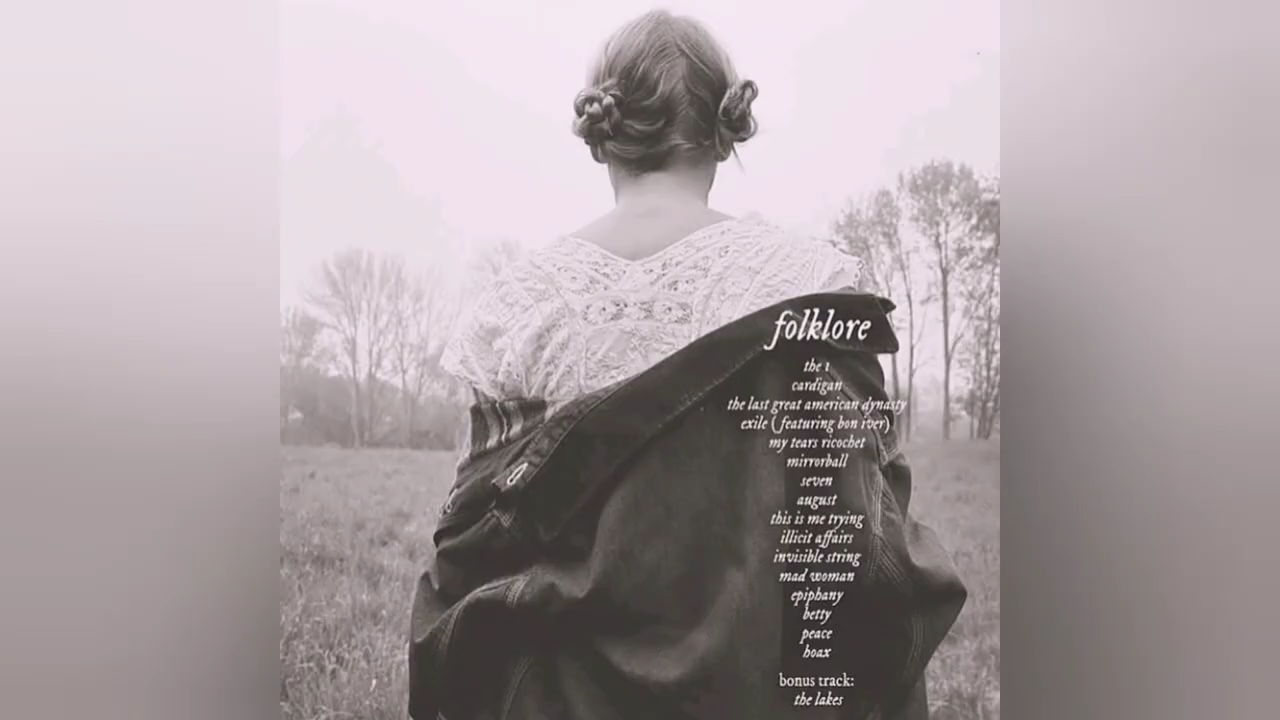 folklore
the 1
cardigan
the last great american dynasty
exile (featuring bon iver)
my tears ricochet
mirrorball
seven
august
this is me trying
illicit affairs
invisible string
mad woman
epiphany
betty
peace
hoax
bonus track:
the lakes